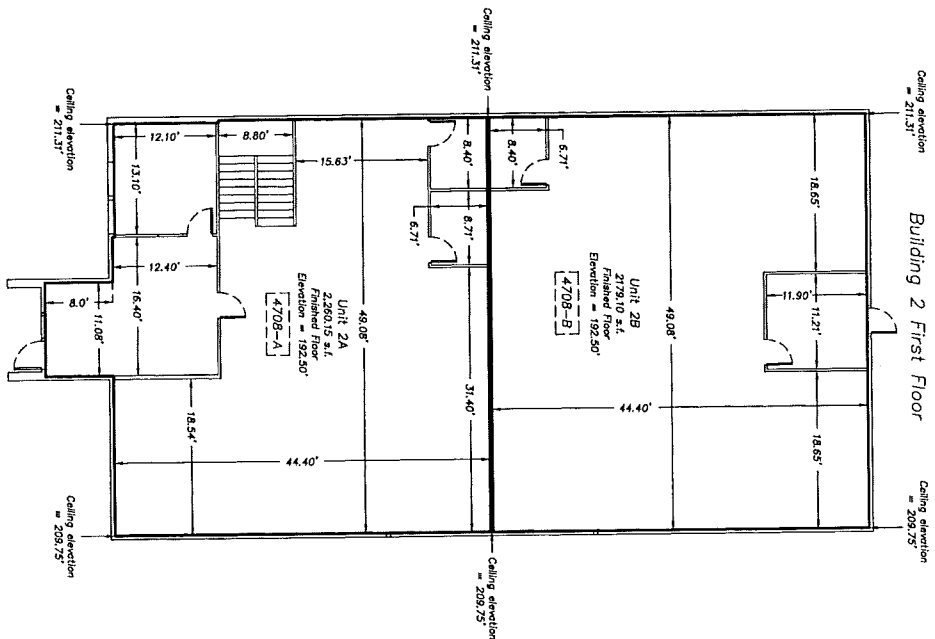 Building 2 First Floor
Ceiling elevation
= 211.31'
Ceiling elevation
= 211.31'
Ceiling elevation
= 211.31'
12.10'
13.10'
8.80'
15.63'
49.08'
8.40'
8.40'
6.71'
8.71'
6.71'
12.40'
16.40'
8.0'
11.08'
18.54'
44.40'
31.40'
Unit 2A
2,260.15 s.f.
Finished Floor
Elevation = 192.50'
4708-A
49.08'
18.65'
11.90'
11.21'
18.65'
44.40'
Unit 2B
2179.10 s.f.
Finished Floor
Elevation = 192.50'
4708-B
Ceiling elevation
= 209.75'
Ceiling elevation
= 209.75'
Ceiling elevation
= 209.75'